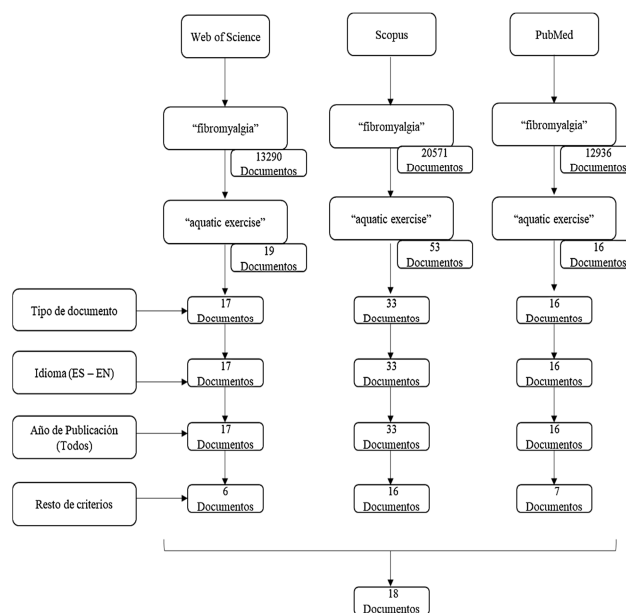 Web of Science
Scopus
PubMed
“fibromyalgia”
“fibromyalgia”
“fibromyalgia”
13290
Documentos
20571
Documentos
12936
Documentos
“aquatic exercise”
“aquatic exercise”
“aquatic exercise”
19
Documentos
53
Documentos
16
Documentos
Tipo de documento
17
Documentos
33
Documentos
16
Documentos
Idioma (ES – EN)
17
Documentos
33
Documentos
16
Documentos
Año de Publicación
(Todos)
17
Documentos
33
Documentos
16
Documentos
Resto de criterios
6
Documentos
16
Documentos
7
Documentos
18
Documentos